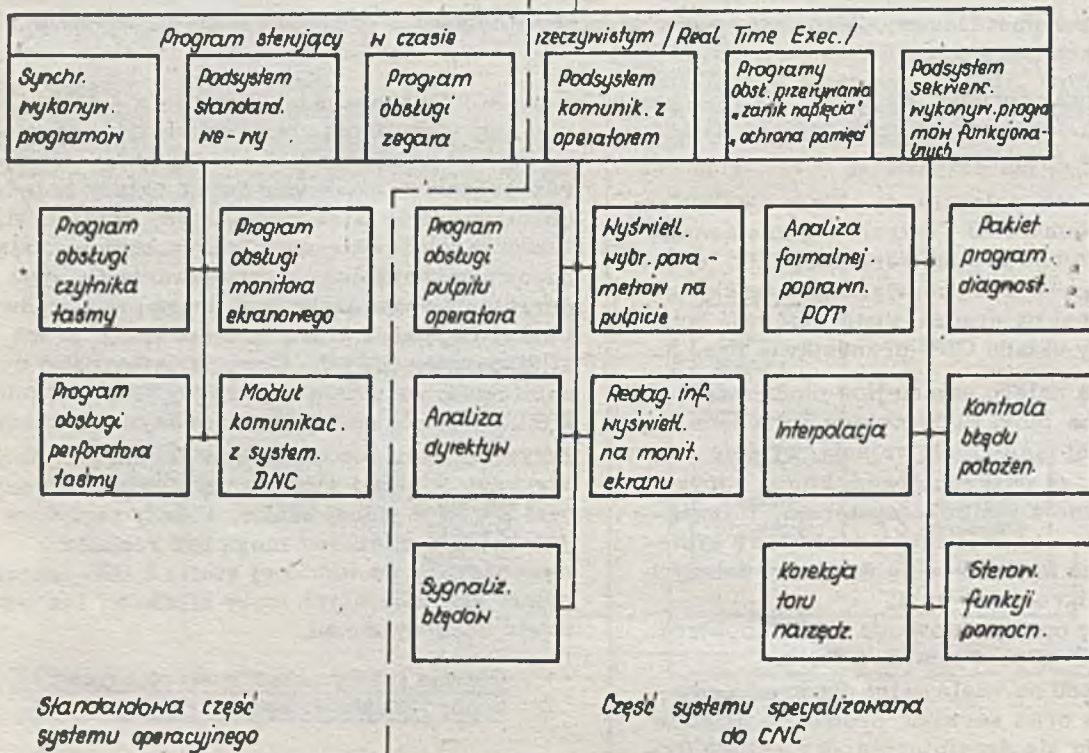 Program sterujący w czasie rzeczywistym /Real Time Exec./
Synchr.
wykonyw.
programów
Podsystem
standard.
we-wy
Program
obsługi
zegara
Podsystem
komunik. z
operatorem
Programy
obsł. przerywania
„zanik napięcia”
„ochrona pamięci”
Podsystem
sekwenc.
wykonyw. progra
mów funkcjona-
lnych
Program
obsługi
czytnika
taśmy
Program
obsługi
monitora
ekranowego
Program
obsługi
pulpitu
operatora
Wyświetl.
wybr. para-
metrów na
pulpicie
Analiza
formalnej
poprawn.
POT
Pakiet
program
diagnost.
Program
obsługi
perforatora
taśmy
Moduł
komunikac.
z system.
DNC
Analiza
dyrektyw
Redag. inf.
wyświetl.
na monit.
ekranu
Interpolacja
Kontrola
błędu
położen.
Sygnaliz.
błędów
Korekcja
toru
narzędz.
Sterow.
funkcji
pomocn.
Standardowa część
systemu operacyjnego
Część systemu specjalizowana
do CNC